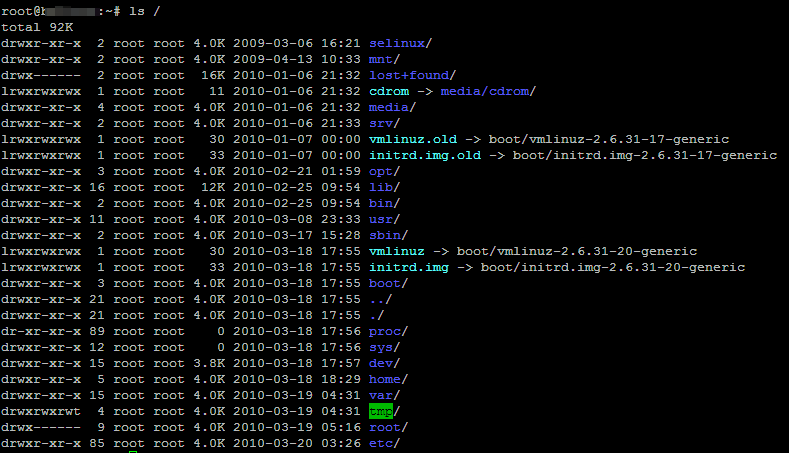 root@b :~# ls /
total 92K
drwxr-xr-x  2 root root 4.0K 2009-03-06 16:21 selinux/
drwxr-xr-x  2 root root 4.0K 2009-04-13 10:33 mnt/
drwx------  2 root root  16K 2010-01-06 21:32 lost+found/
lrwxrwxrwx  1 root root   11 2010-01-06 21:32 cdrom -> media/cdrom/
drwxr-xr-x  4 root root 4.0K 2010-01-06 21:32 media/
drwxr-xr-x  2 root root 4.0K 2010-01-06 21:33 srv/
lrwxrwxrwx  1 root root   30 2010-01-07 00:00 vmlinuz.old -> boot/vmlinuz-2.6.31-17-generic
lrwxrwxrwx  1 root root   33 2010-01-07 00:00 initrd.img.old -> boot/initrd.img-2.6.31-17-generic
drwxr-xr-x  3 root root 4.0K 2010-02-21 01:59 opt/
drwxr-xr-x 16 root root  12K 2010-02-25 09:54 lib/
drwxr-xr-x  2 root root 4.0K 2010-02-25 09:54 bin/
drwxr-xr-x 11 root root 4.0K 2010-03-08 23:33 usr/
drwxr-xr-x  2 root root 4.0K 2010-03-17 15:28 sbin/
lrwxrwxrwx  1 root root   30 2010-03-18 17:55 vmlinuz -> boot/vmlinuz-2.6.31-20-generic
lrwxrwxrwx  1 root root   33 2010-03-18 17:55 initrd.img -> boot/initrd.img-2.6.31-20-generic
drwxr-xr-x  3 root root 4.0K 2010-03-18 17:55 boot/
drwxr-xr-x 21 root root 4.0K 2010-03-18 17:55 ../
drwxr-xr-x 21 root root 4.0K 2010-03-18 17:55 ./
dr-xr-xr-x 89 root root    0 2010-03-18 17:56 proc/
drwxr-xr-x 12 root root    0 2010-03-18 17:56 sys/
drwxr-xr-x 15 root root 3.8K 2010-03-18 17:57 dev/
drwxr-xr-x  5 root root 4.0K 2010-03-18 18:29 home/
drwxr-xr-x 15 root root 4.0K 2010-03-19 04:31 var/
drwxrwxrwt  4 root root 4.0K 2010-03-19 04:31 tmp/
drwx------  9 root root 4.0K 2010-03-19 05:16 root/
drwxr-xr-x 85 root root 4.0K 2010-03-20 03:26 etc/